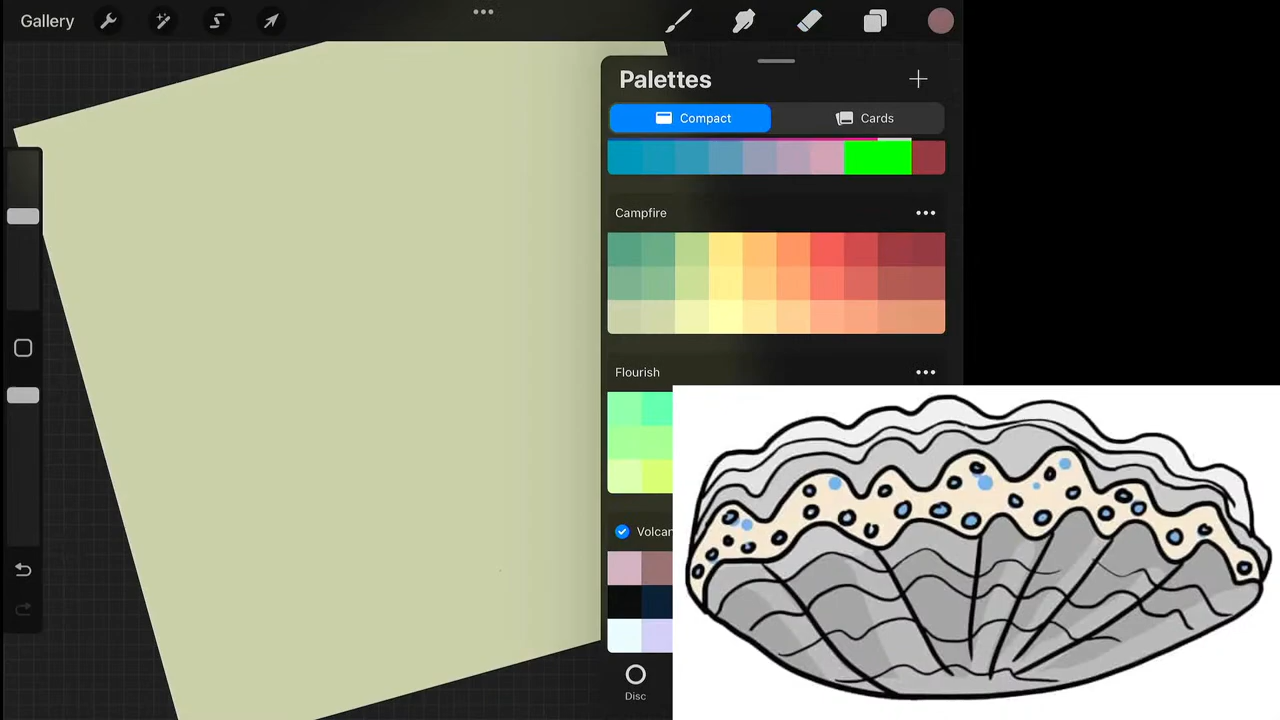 Gallery
Palettes
Compact
Cards
Campfire
Flourish
Disc